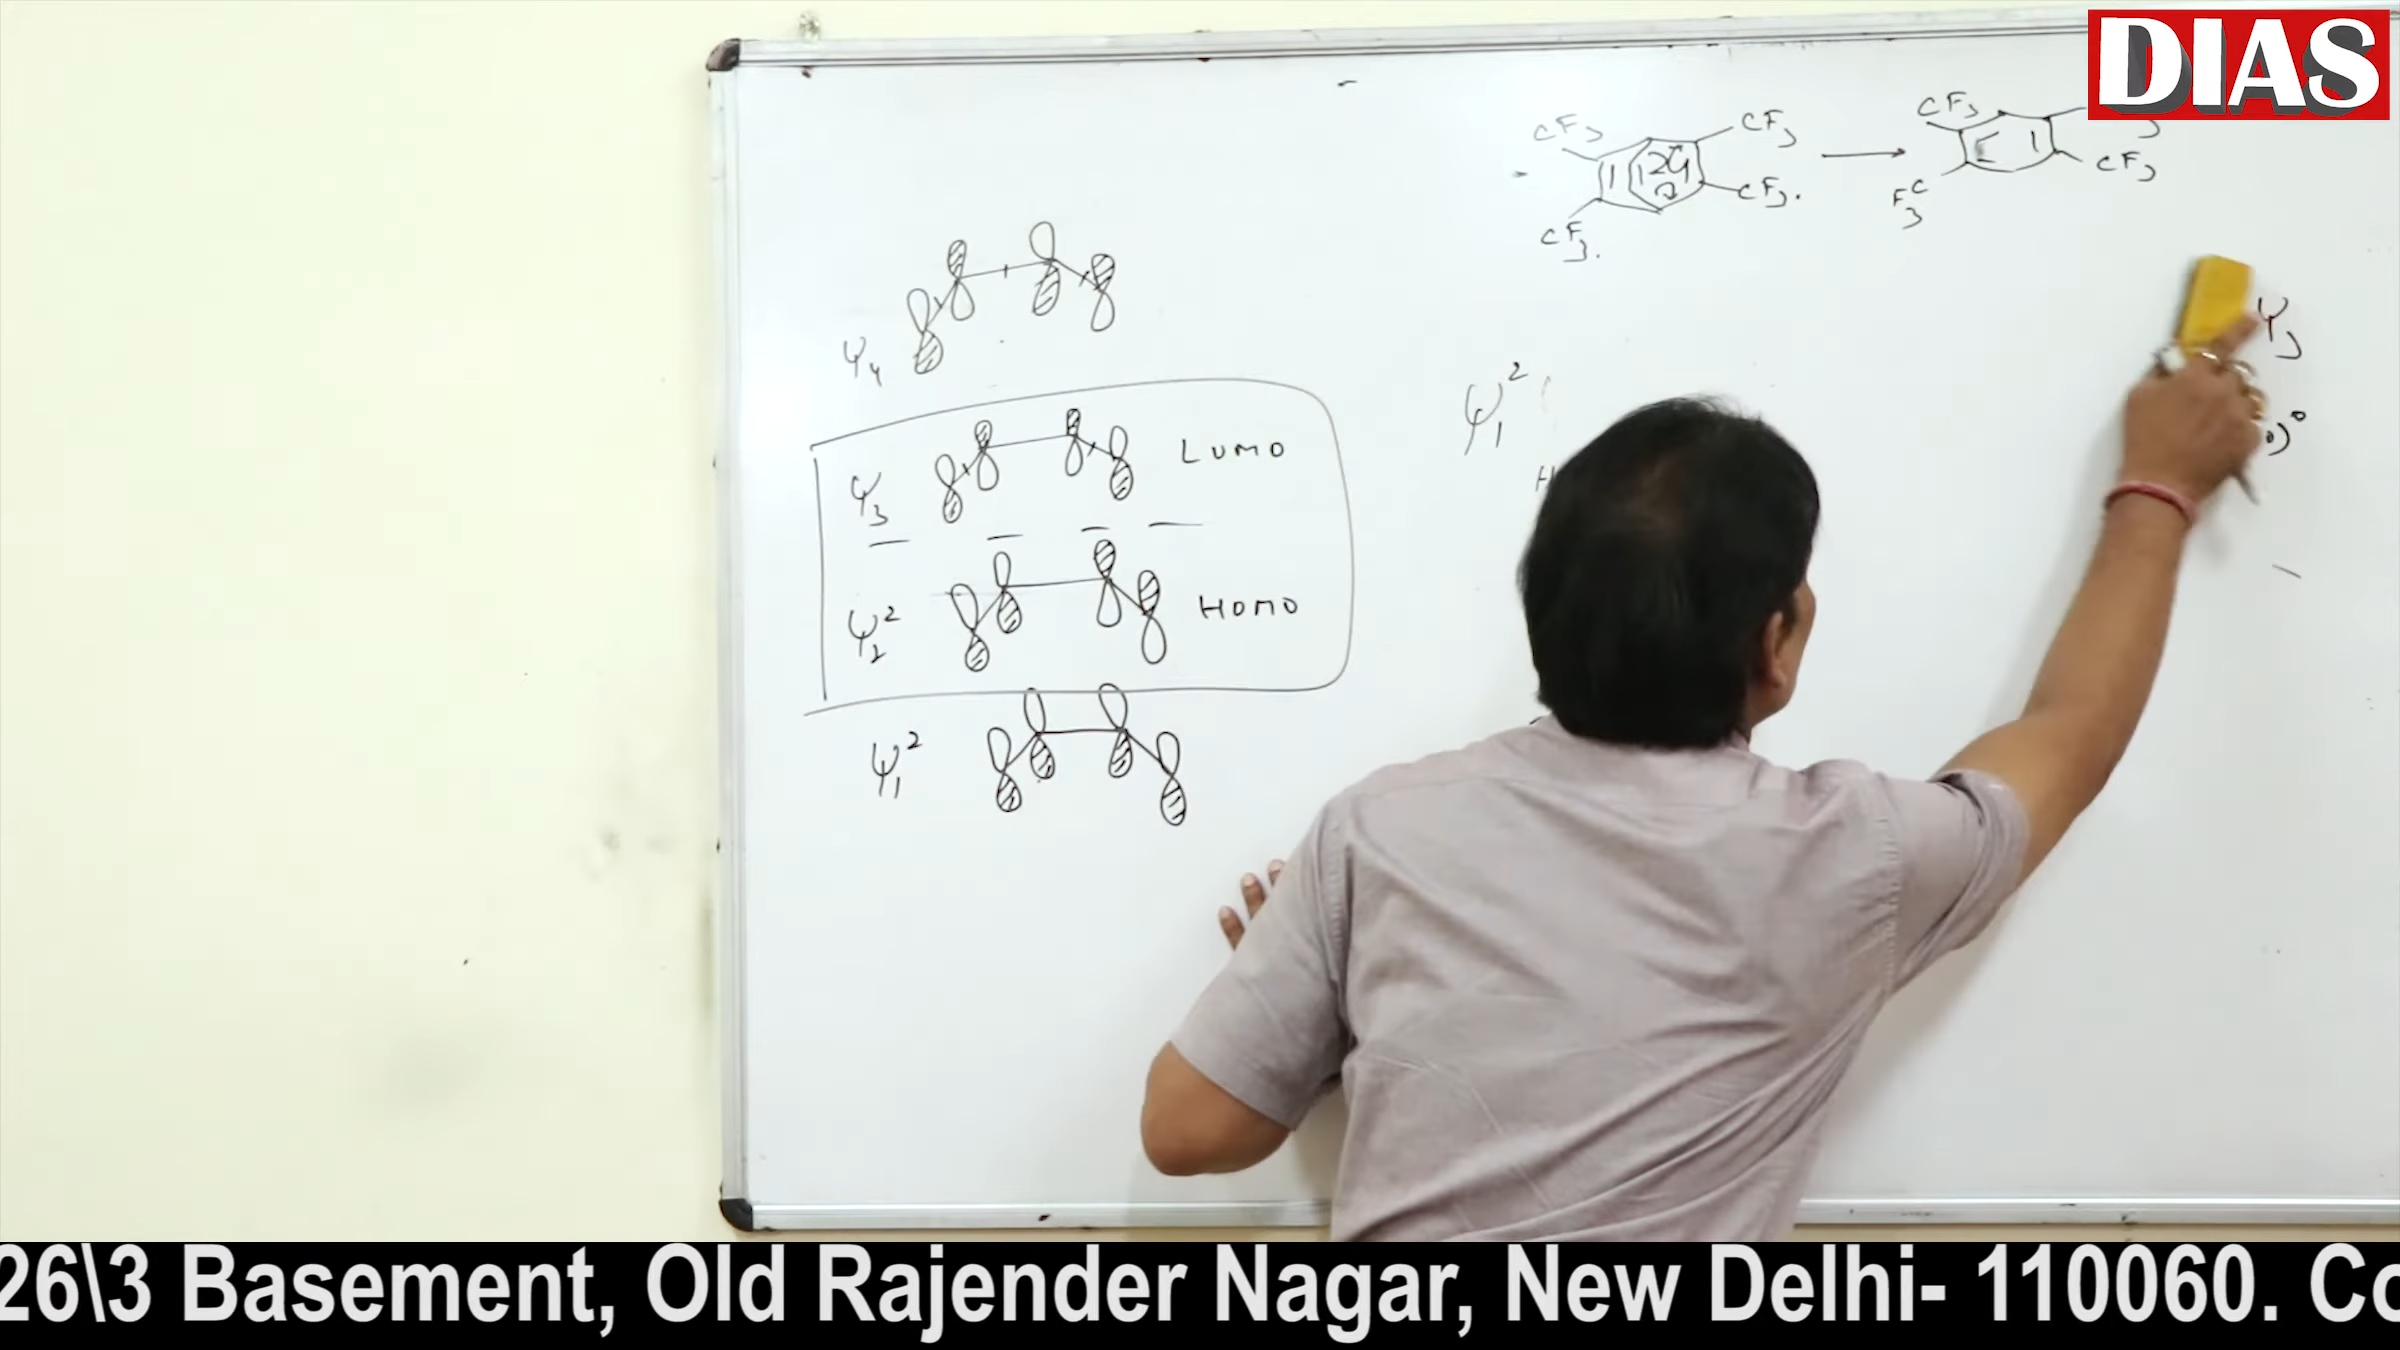 DIAS
CF3
CF3
CF3
CF3.
CF3.
CF3
F3C
Ψ4
Ψ3
LUMO
Ψ2²
HOMO
Ψ1²
Ψ1²
Ψ3
26\3 Basement, Old Rajender Nagar, New Delhi- 110060. Co